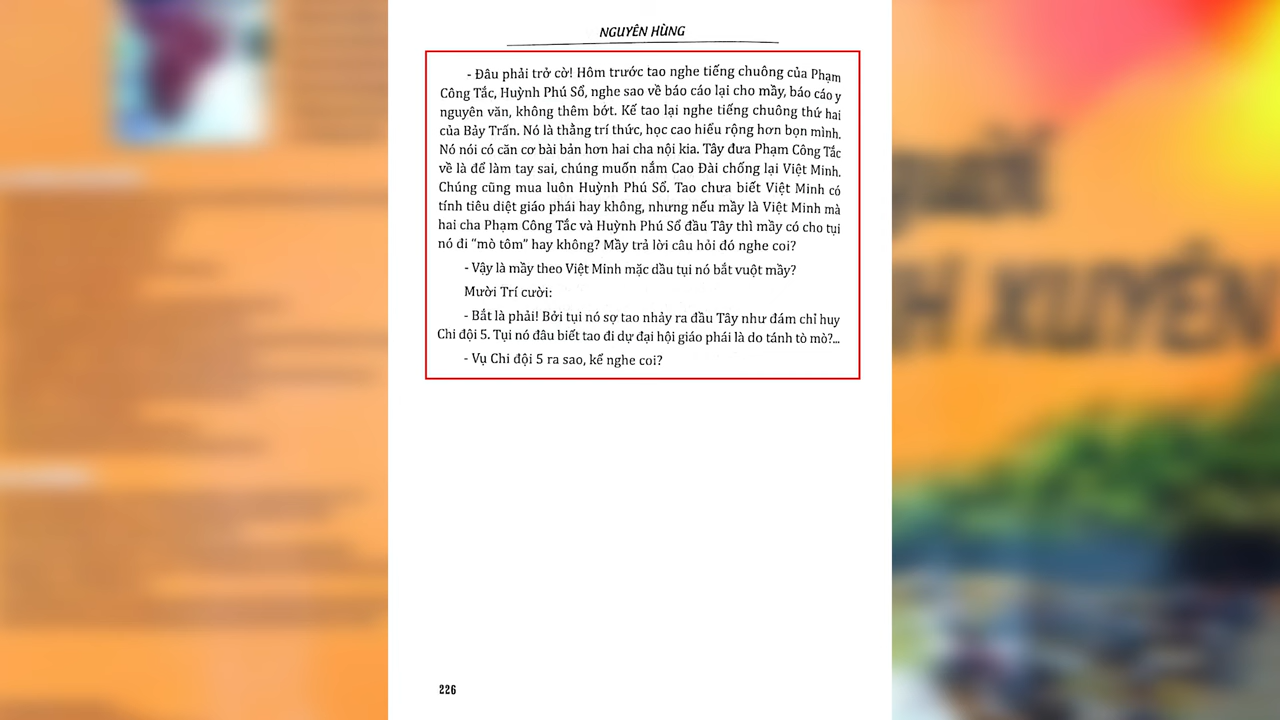 NGUYÊN HÙNG
- Đâu phải trở cờ! Hôm trước tao nghe tiếng chuông của Phạm
Công Tắc, Huỳnh Phú Sổ, nghe sao về báo cáo lại cho mầy, báo cáo y
nguyên văn, không thêm bớt. Kế tao lại nghe tiếng chuông thứ hai
của Bảy Trấn. Nó là thằng trí thức, học cao hiểu rộng hơn bọn mình.
Nó nói có căn cơ bài bản hơn hai cha nội kia. Tây đưa Phạm Công Tắc
về là để làm tay sai, chúng muốn nắm Cao Đài chống lại Việt Minh.
Chúng cũng mua luôn Huỳnh Phú Sổ. Tao chưa biết Việt Minh có
tính tiêu diệt giáo phái hay không, nhưng nếu mầy là Việt Minh mà
hai cha Phạm Công Tắc và Huỳnh Phú Sổ đầu Tây thì mầy có cho tụi
nó đi “mò tôm” hay không? Mầy trả lời câu hỏi đó nghe coi?
- Vậy là mầy theo Việt Minh mặc dầu tụi nó bắt vuột mầy?
Mười Trí cười:
- Bắt là phải! Bởi tụi nó sợ tao nhảy ra đầu Tây như đám chỉ huy
Chi đội 5. Tụi nó đâu biết tao đi dự đại hội giáo phái là do tánh tò mò?...
- Vụ Chi đội 5 ra sao, kể nghe coi?
226
H XUYÊN